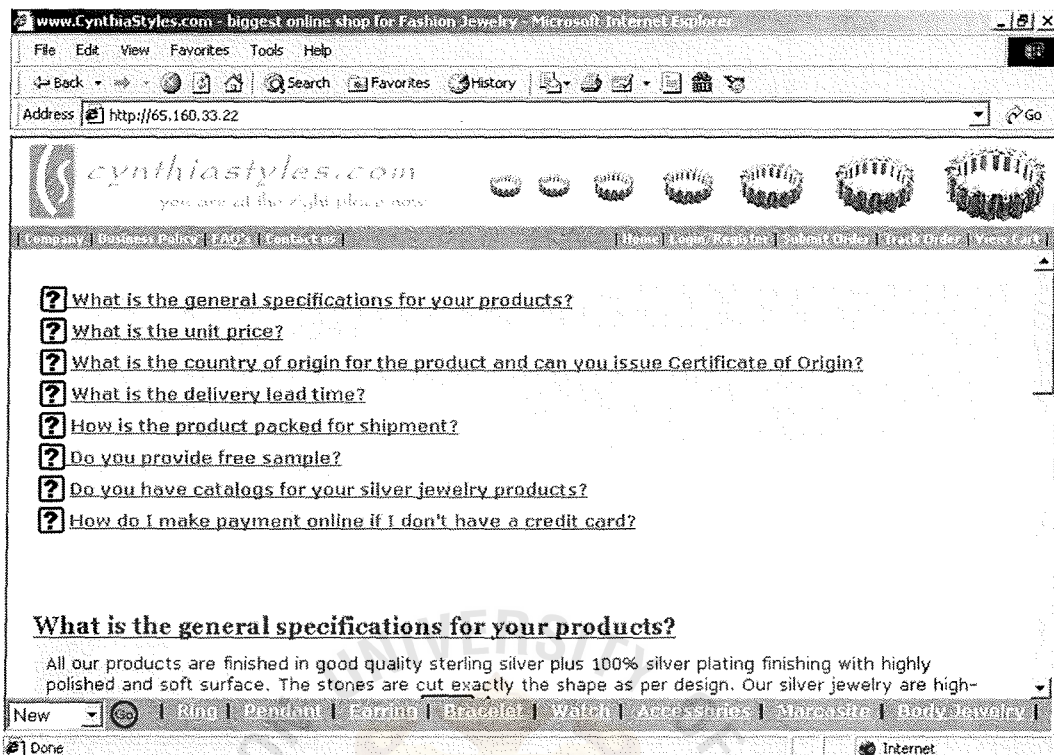 www.CynthiaStyles.com - biggest online shop for Fashion Jewelry - Microsoft Internet Explorer
File Edit View Favorites Tools Help
Back Search Favorites History
Address http://65.160.33.22 Go
cynthiastyles.com
you are at the right place now
| Company | Business Policy | FAQ's | Contact us | | Home | Login/Register | Submit Order | Track Order | View Cart |
What is the general specifications for your products?
What is the unit price?
What is the country of origin for the product and can you issue Certificate of Origin?
What is the delivery lead time?
How is the product packed for shipment?
Do you provide free sample?
Do you have catalogs for your silver jewelry products?
How do I make payment online if I don't have a credit card?
What is the general specifications for your products?
All our products are finished in good quality sterling silver plus 100% silver plating finishing with highly
polished and soft surface. The stones are cut exactly the shape as per design. Our silver jewelry are high-
New Go | Ring | Pendant | Earring | Bracelet | Watch | Accessories | Marcasite | Body Jewelry |
Done Internet